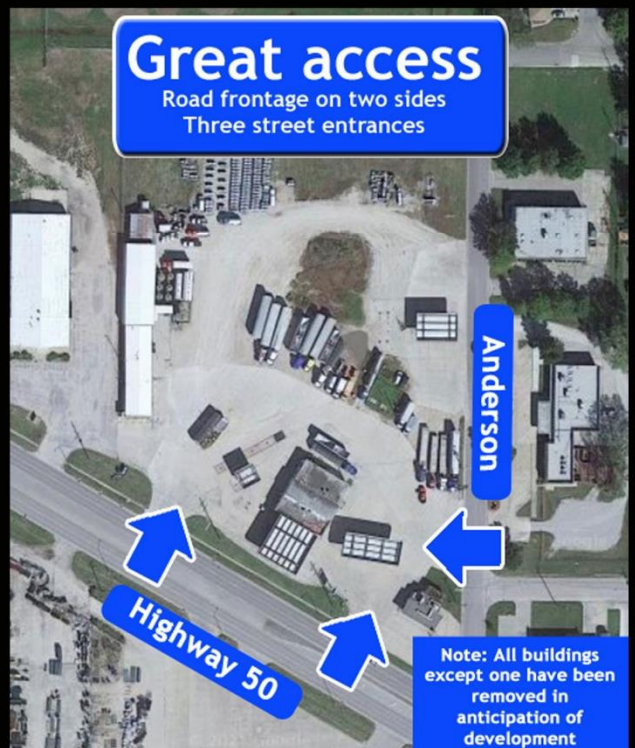 Great access
Road frontage on two sides
Three street entrances
Anderson
Highway 50
Note: All buildings
except one have been
removed in
anticipation of
development